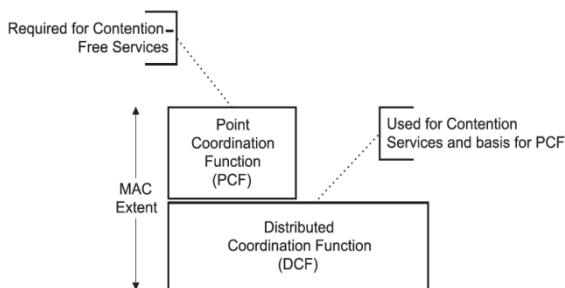 Required for Contention–
Free Services
Point
Coordination
Function
(PCF)
Used for Contention
Services and basis for PCF
MAC
Extent
Distributed
Coordination Function
(DCF)